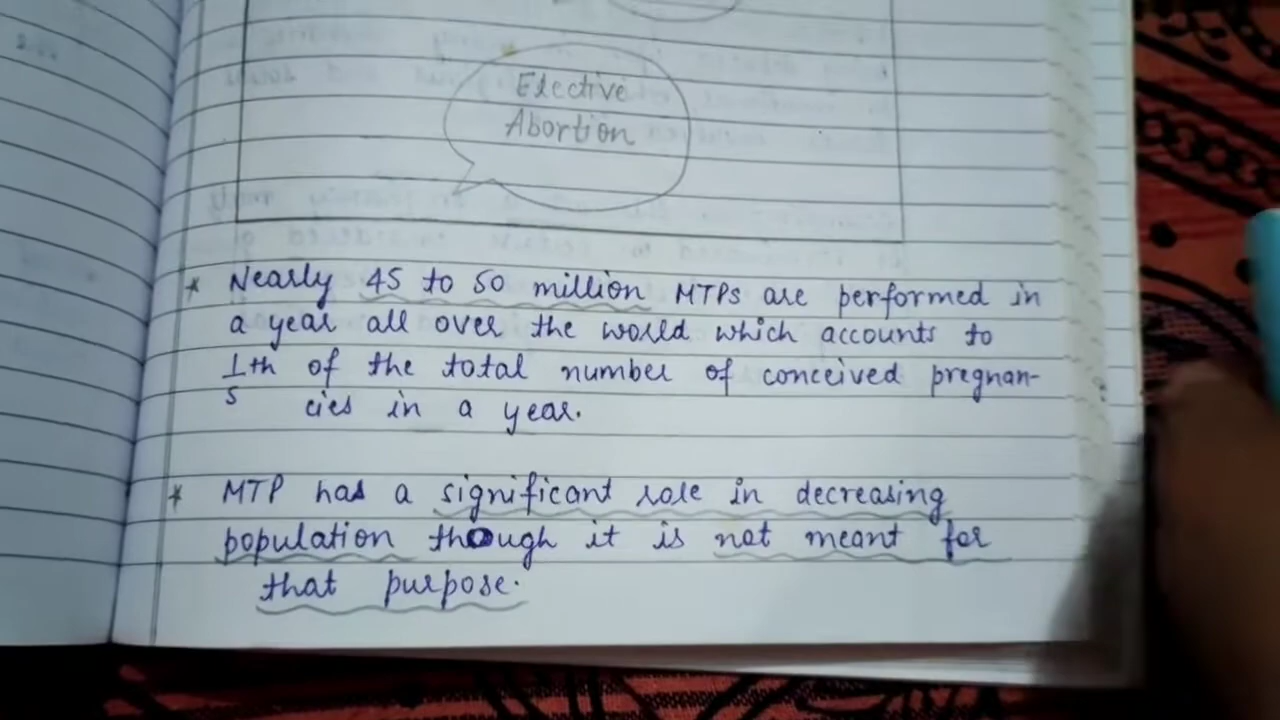 Elective
Abortion
* Nearly 45 to 50 million MTPs are performed in
a year all over the world which accounts to
1/5th of the total number of conceived pregnan-
cies in a year.
* MTP has a significant role in decreasing
population though it is not meant for
that purpose.